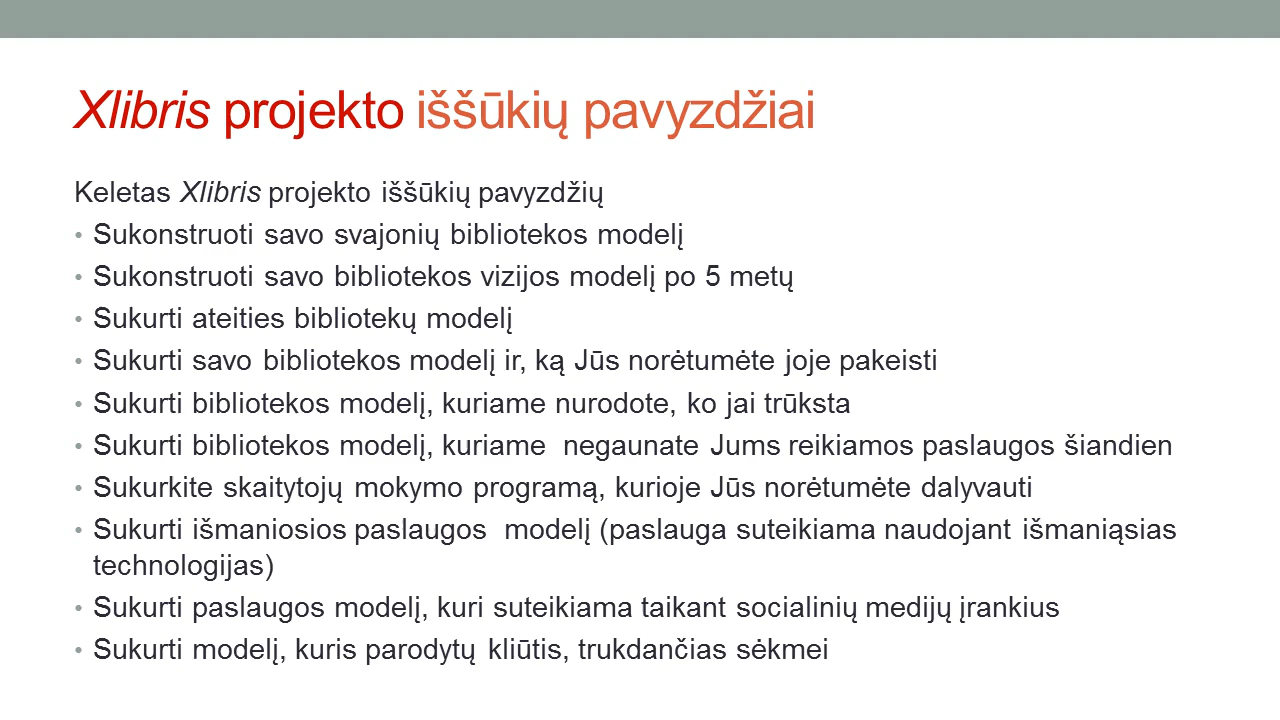 Xlibris projekto iššūkių pavyzdžiai
Keletas Xlibris projekto iššūkių pavyzdžių
• Sukonstruoti savo svajonių bibliotekos modelį
• Sukonstruoti savo bibliotekos vizijos modelį po 5 metų
• Sukurti ateities bibliotekų modelį
• Sukurti savo bibliotekos modelį ir, ką Jūs norėtumėte joje pakeisti
• Sukurti bibliotekos modelį, kuriame nurodote, ko jai trūksta
• Sukurti bibliotekos modelį, kuriame  negaunate Jums reikiamos paslaugos šiandien
• Sukurkite skaitytojų mokymo programą, kurioje Jūs norėtumėte dalyvauti
• Sukurti išmaniosios paslaugos  modelį (paslauga suteikiama naudojant išmaniąsias
technologijas)
• Sukurti paslaugos modelį, kuri suteikiama taikant socialinių medijų įrankius
• Sukurti modelį, kuris parodytų kliūtis, trukdančias sėkmei